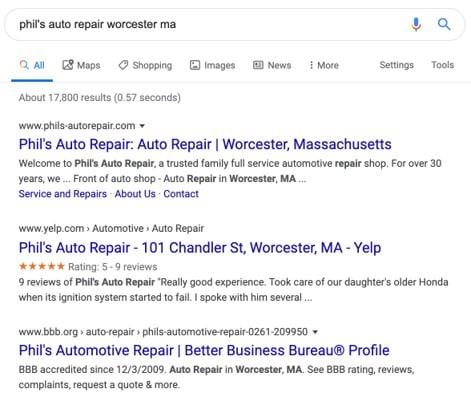 phil's auto repair worcester ma
All Maps Shopping Images News More Settings Tools
About 17,800 results (0.57 seconds)
www.phils-autorepair.com
Phil's Auto Repair: Auto Repair | Worcester, Massachusetts
Welcome to Phil's Auto Repair, a trusted family full service automotive repair shop. For over 30
years, we ... Front of auto shop - Auto Repair in Worcester, MA ...
Service and Repairs · About Us · Contact
www.yelp.com › Automotive › Auto Repair
Phil's Auto Repair - 101 Chandler St, Worcester, MA - Yelp
★★★★★ Rating: 5 - 9 reviews
9 reviews of Phil's Auto Repair "Really good experience. Took care of our daughter's older Honda
when its ignition system started to fail. I spoke with him several ...
www.bbb.org › auto-repair › phils-automotive-repair-0261-209950
Phil's Automotive Repair | Better Business Bureau® Profile
BBB accredited since 12/3/2009. Auto Repair in Worcester, MA. See BBB rating, reviews,
complaints, request a quote & more.